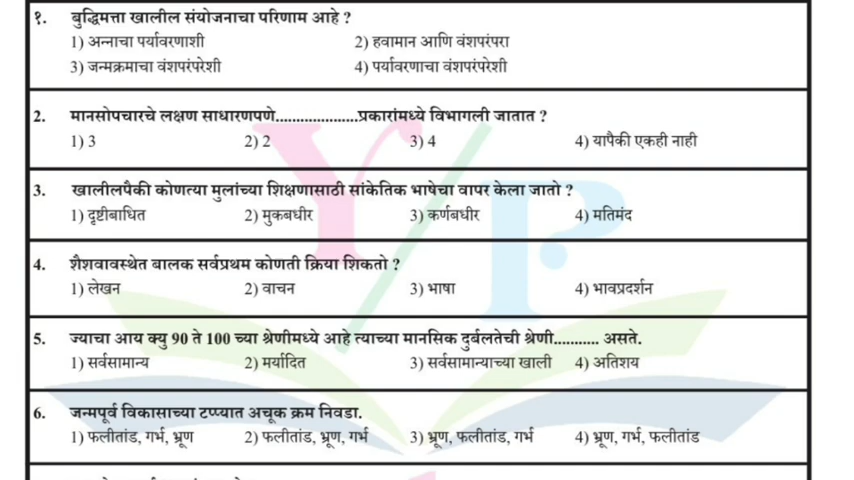 १. बुद्धिमत्ता खालील संयोजनाचा परिणाम आहे ?
1) अन्नाचा पर्यावरणाशी 2) हवामान आणि वंशपरंपरा
3) जन्मक्रमाचा वंशपरंपरेशी 4) पर्यावरणाचा वंशपरंपरेशी
2. मानसोपचारचे लक्षण साधारणपणे....................प्रकारांमध्ये विभागली जातात ?
1) 3 2) 2 3) 4 4) यापैकी एकही नाही
3. खालीलपैकी कोणत्या मुलांच्या शिक्षणासाठी सांकेतिक भाषेचा वापर केला जातो ?
1) दृष्टीबाधित 2) मुकबधीर 3) कर्णबधीर 4) मतिमंद
4. शैशवावस्थेत बालक सर्वप्रथम कोणती क्रिया शिकतो ?
1) लेखन 2) वाचन 3) भाषा 4) भावप्रदर्शन
5. ज्याचा आय क्यु 90 ते 100 च्या श्रेणीमध्ये आहे त्याच्या मानसिक दुर्बलतेची श्रेणी........... असते.
1) सर्वसामान्य 2) मर्यादित 3) सर्वसामान्याच्या खाली 4) अतिशय
6. जन्मपूर्व विकासाच्या टप्प्यात अचूक क्रम निवडा.
1) फलीतांड, गर्भ, भ्रूण 2) फलीतांड, भ्रूण, गर्भ 3) भ्रूण, फलीतांड, गर्भ 4) भ्रूण, गर्भ, फलीतांड